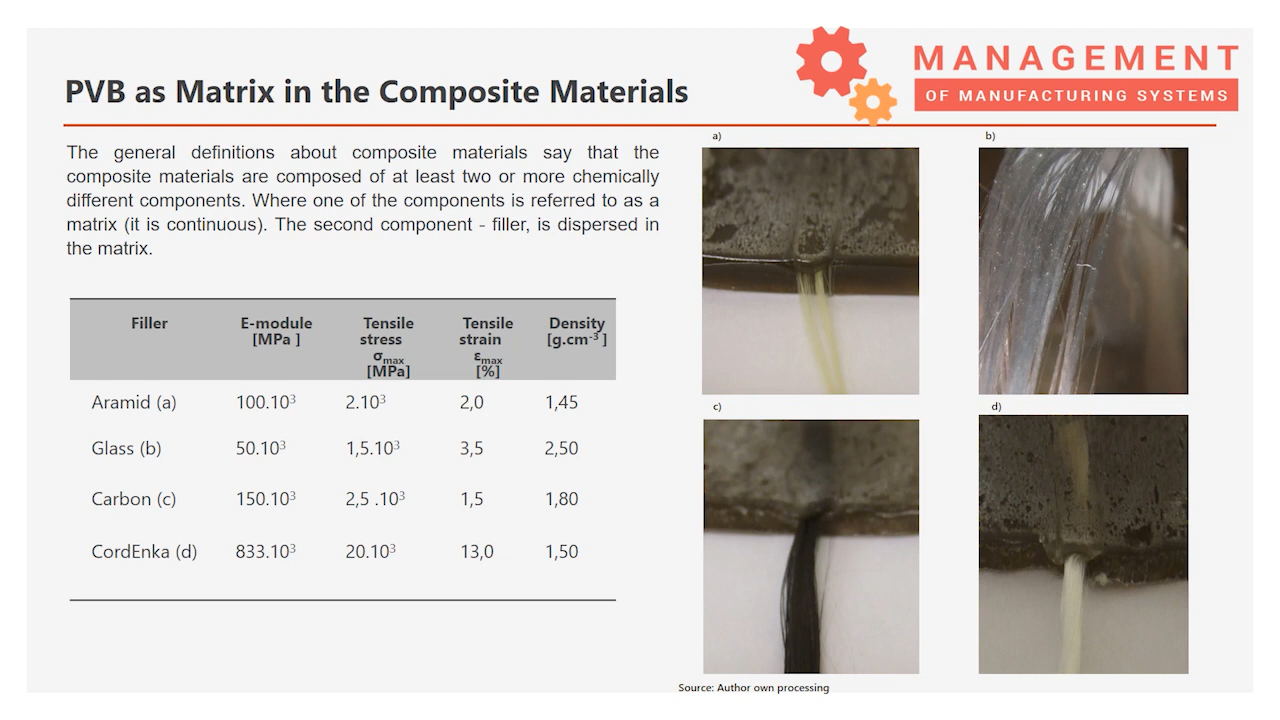 MANAGEMENT
OF MANUFACTURING SYSTEMS
PVB as Matrix in the Composite Materials
The general definitions about composite materials say that the
composite materials are composed of at least two or more chemically
different components. Where one of the components is referred to as a
matrix (it is continuous). The second component - filler, is dispersed in
the matrix.
Filler E-module [MPa ] Tensile stress σmax [MPa] Tensile strain εmax [%] Density [g.cm⁻³ ]
Aramid (a) 100.10³ 2.10³ 2,0 1,45
Glass (b) 50.10³ 1,5.10³ 3,5 2,50
Carbon (c) 150.10³ 2,5 .10³ 1,5 1,80
CordEnka (d) 833.10³ 20.10³ 13,0 1,50
a)
b)
c)
d)
Source: Author own processing